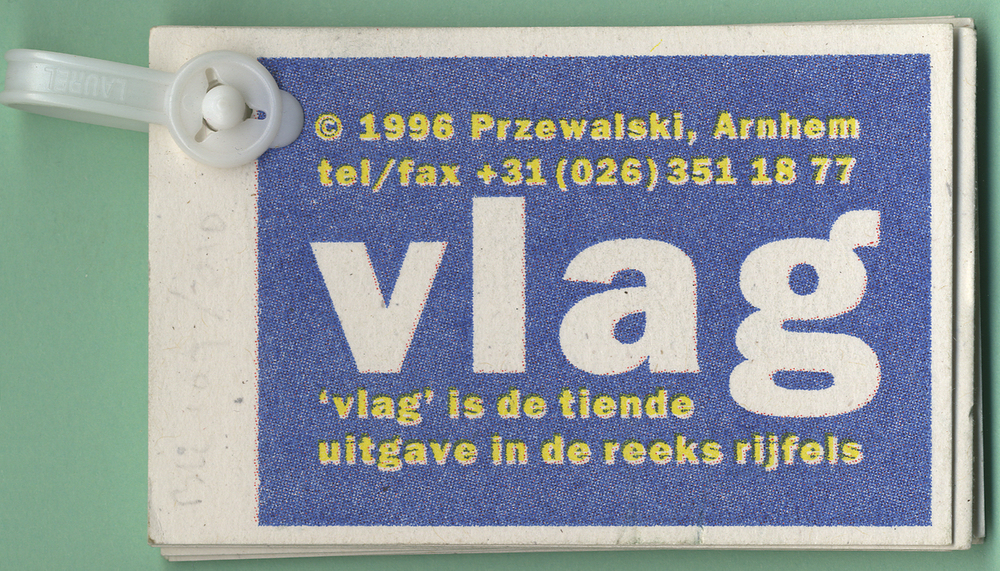 © 1996 Przewalski, Arnhem
tel/fax +31 (026) 351 18 77
vlag
‘vlag’ is de tiende
uitgave in de reeks rijfels
LAUREL